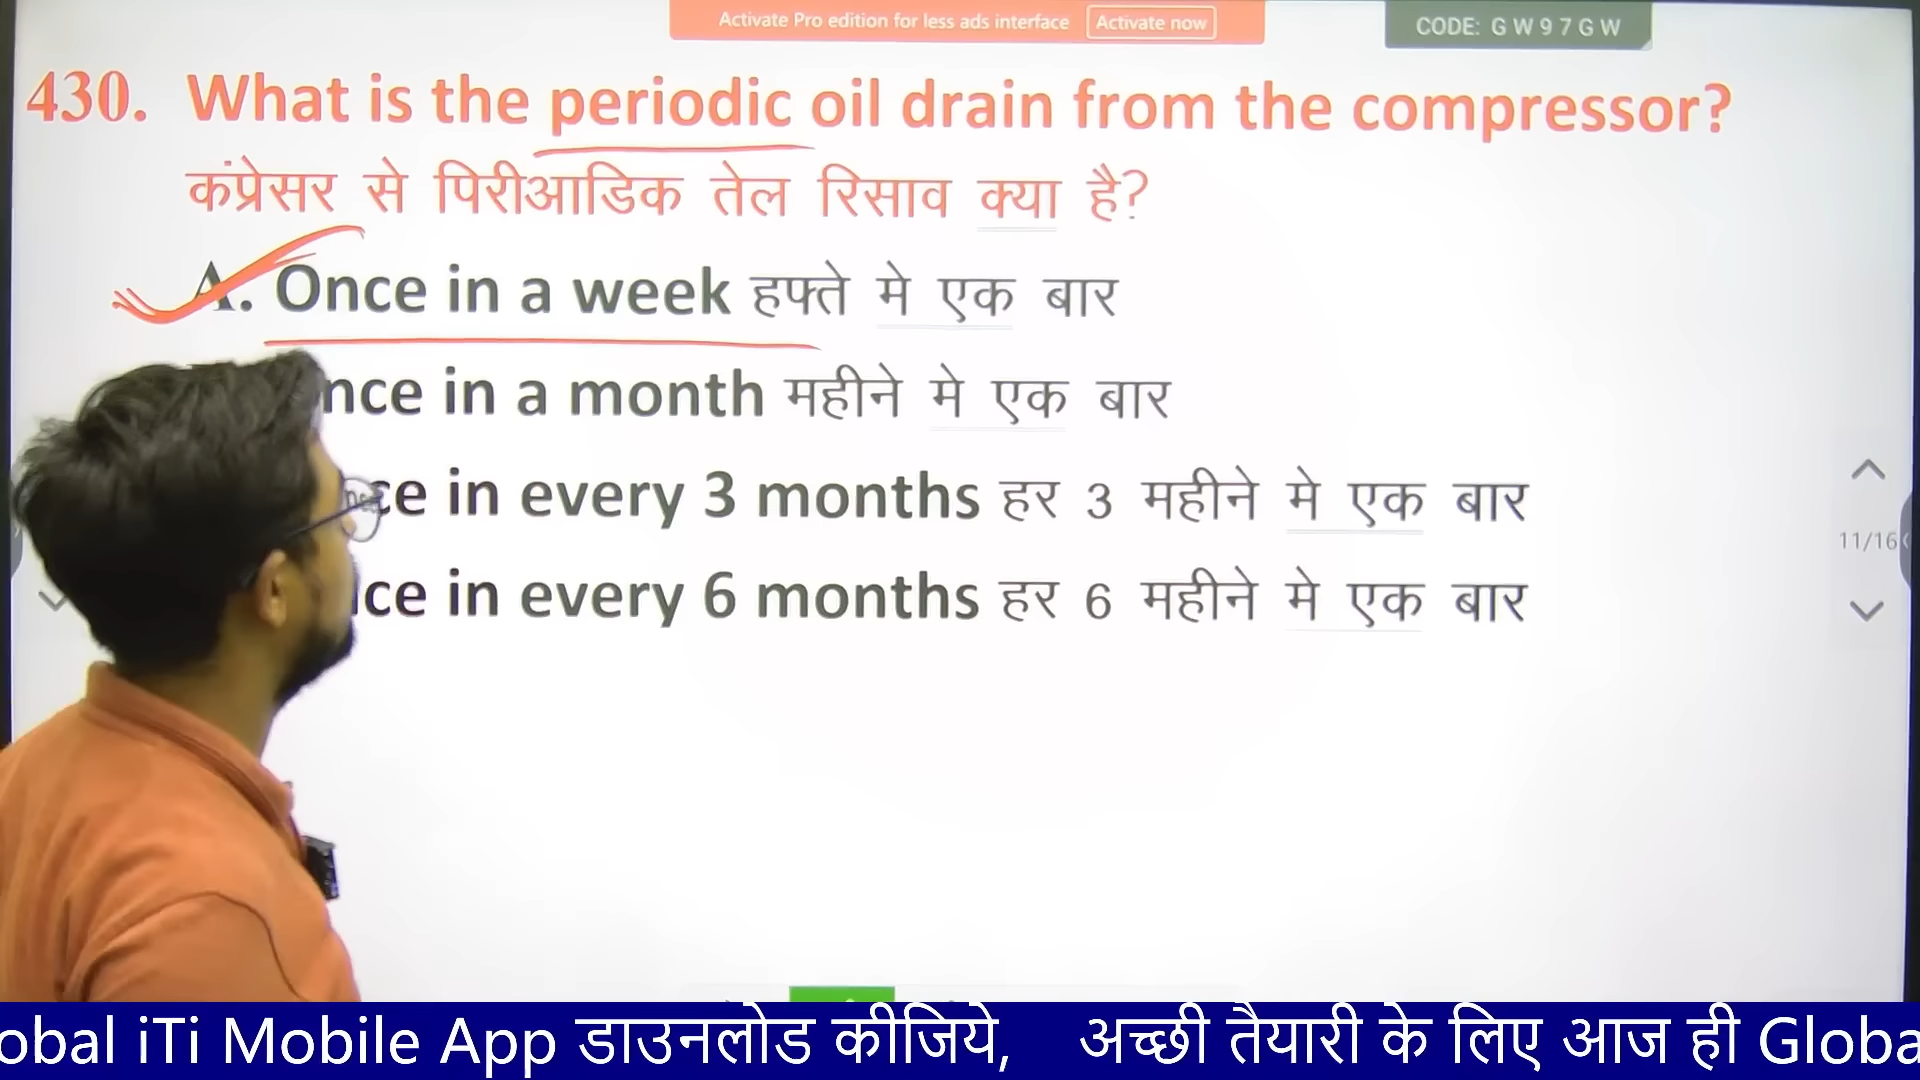 Activate Pro edition for less ads interface Activate now
CODE: G W 9 7 G W
430. What is the periodic oil drain from the compressor?
कंप्रेसर से पिरीआडिक तेल रिसाव क्या है?
A. Once in a week हफ्ते मे एक बार
nce in a month महीने मे एक बार
ce in every 3 months हर 3 महीने मे एक बार
ce in every 6 months हर 6 महीने मे एक बार
11/16
obal iTi Mobile App डाउनलोड कीजिये, अच्छी तैयारी के लिए आज ही Globa